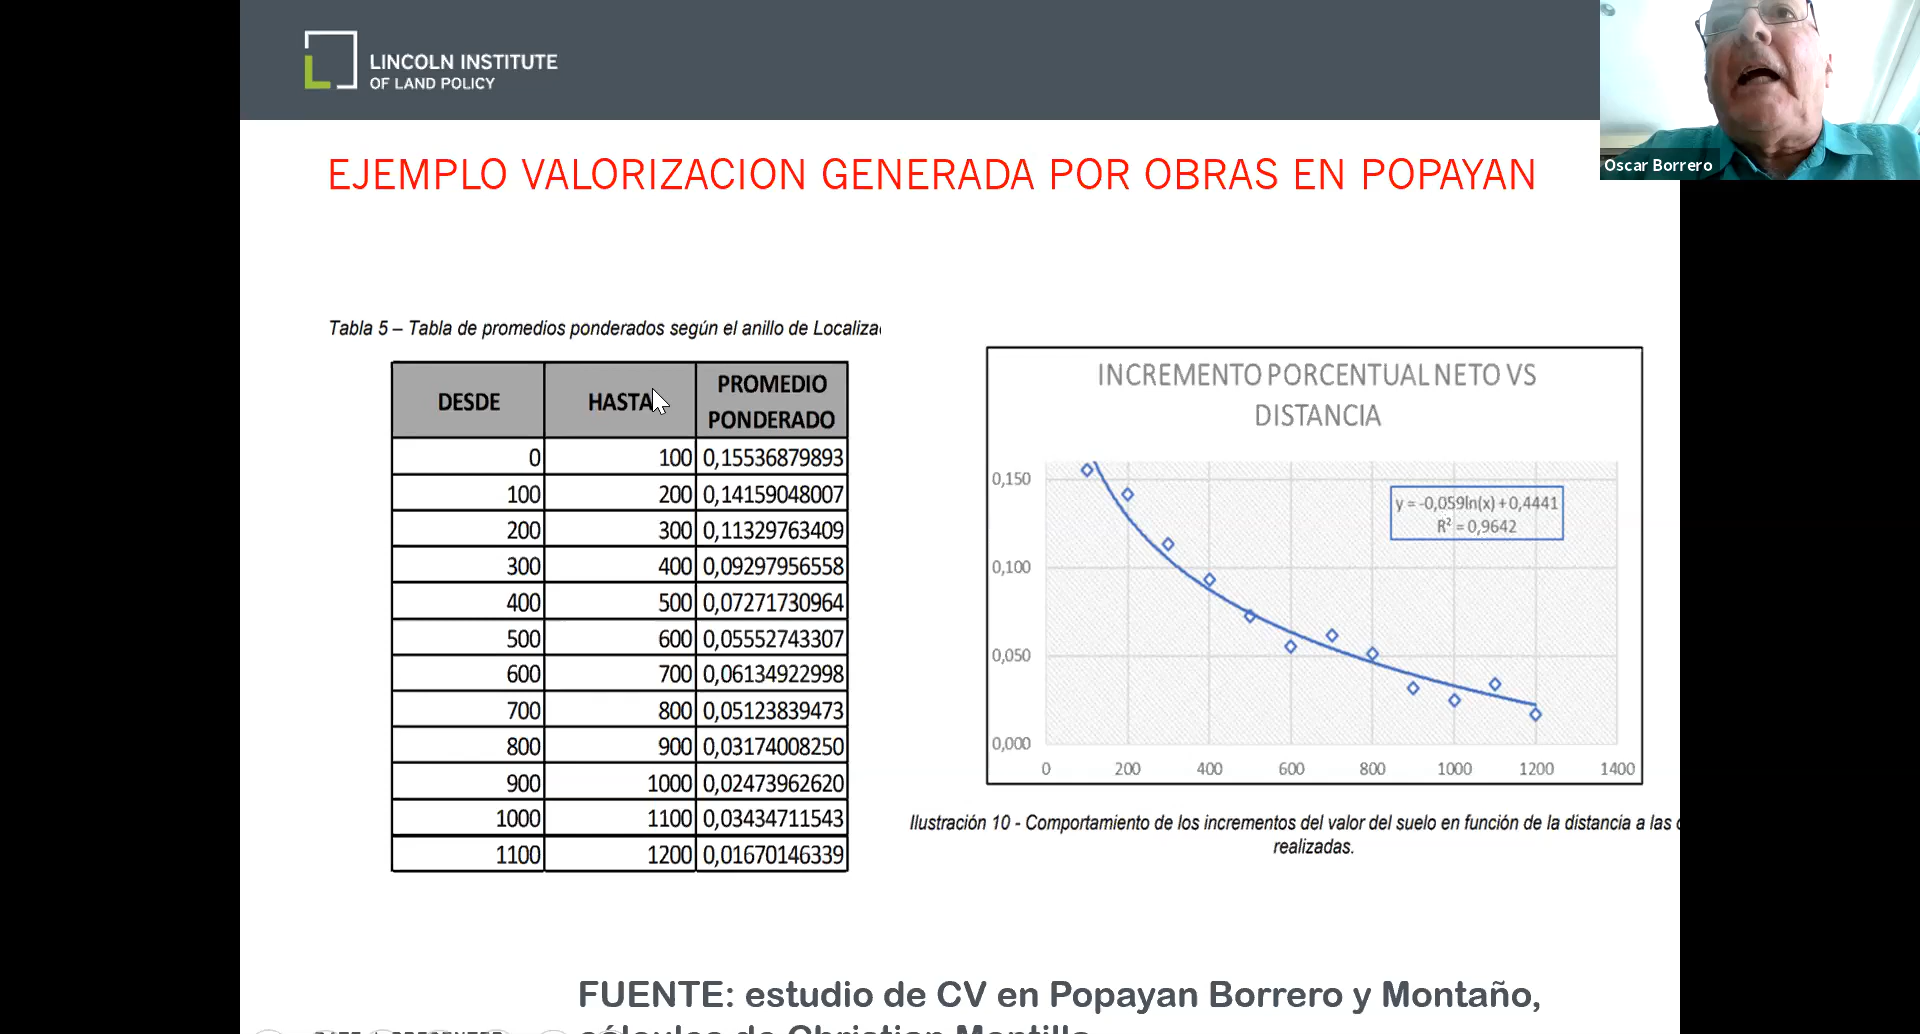 LINCOLN INSTITUTE
OF LAND POLICY
Oscar Borrero
EJEMPLO VALORIZACION GENERADA POR OBRAS EN POPAYAN
Tabla 5 – Tabla de promedios ponderados según el anillo de
DESDE HASTA PROMEDIO PONDERADO
0 100 0,15536879893
100 200 0,14159048007
200 300 0,11329763409
300 400 0,09297956558
400 500 0,07271730964
500 600 0,05552743307
600 700 0,06134922998
700 800 0,05123839473
800 900 0,03174008250
900 1000 0,02473962620
1000 1100 0,03434711543
1100 1200 0,01670146339
INCREMENTO PORCENTUAL NETO VS
DISTANCIA
0,150
y = -0,059ln(x) + 0,4441
R² = 0,9642
0,100
0,050
0,000
0 200 400 600 800 1000 1200 1400
Ilustración 10 - Comportamiento de los incrementos del valor del suelo en función de la distancia a las
realizadas.
FUENTE: estudio de CV en Popayan Borrero y Montaño,